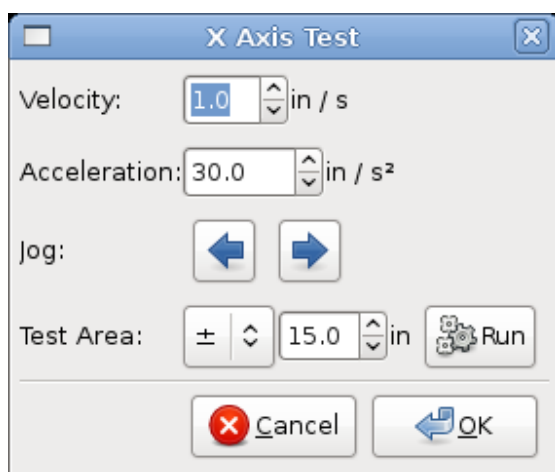 X Axis Test
Velocity: 1.0 in / s
Acceleration: 30.0 in / s²
Jog:
Test Area: ± 15.0 in Run
Cancel OK